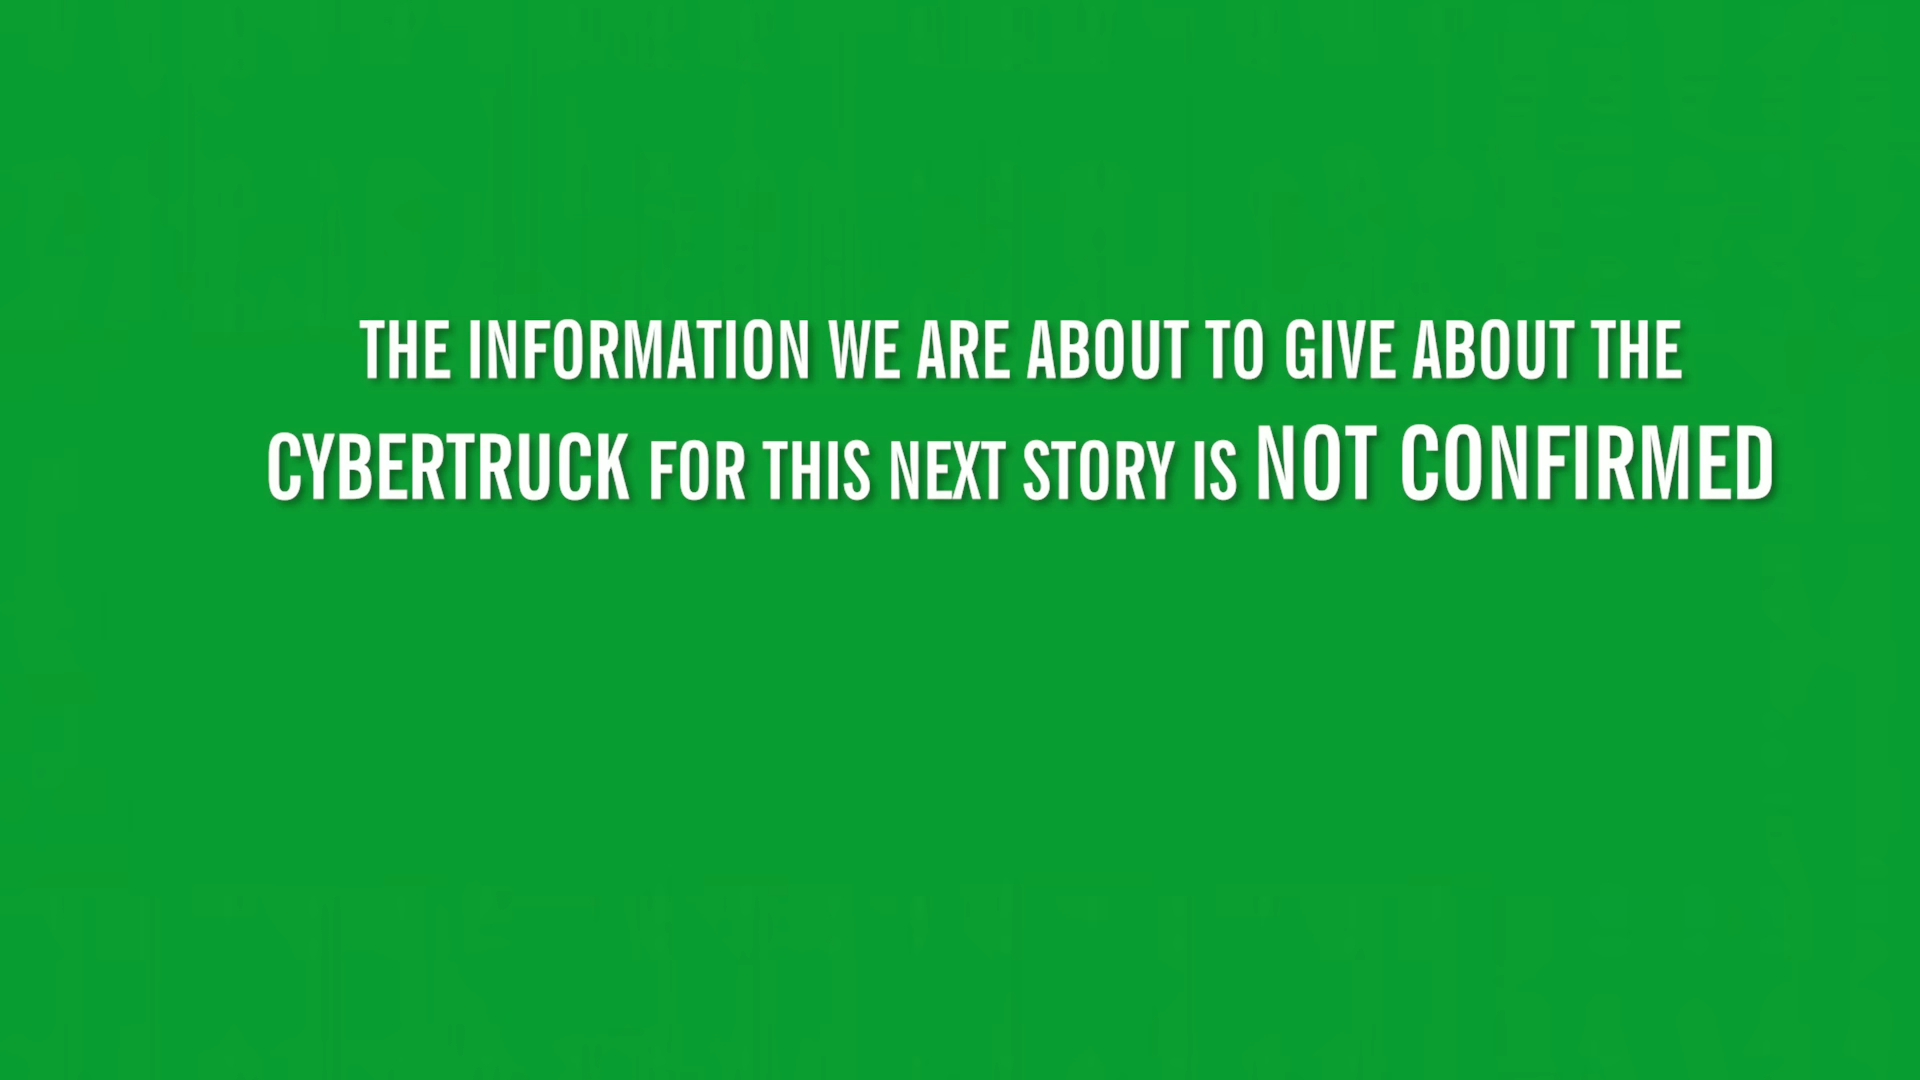 THE INFORMATION WE ARE ABOUT TO GIVE ABOUT THE
CYBERTRUCK FOR THIS NEXT STORY IS NOT CONFIRMED